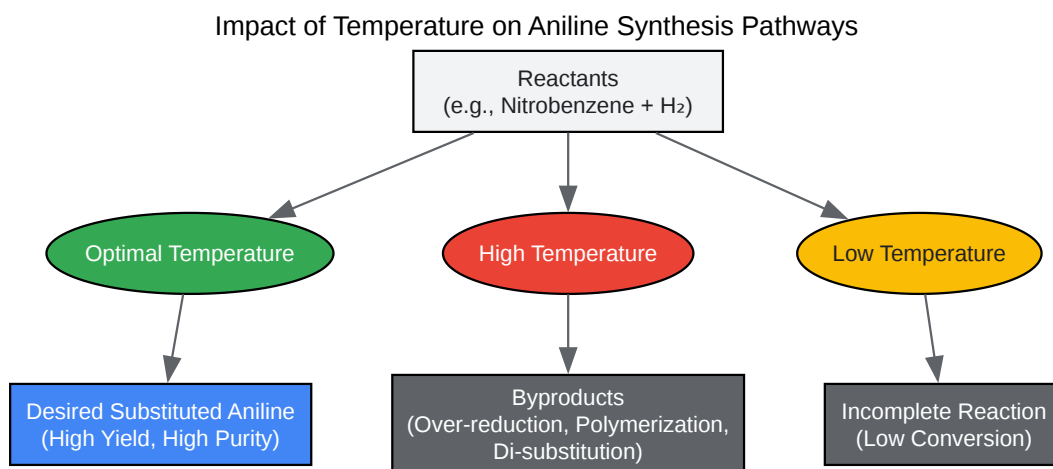 Impact of Temperature on Aniline Synthesis Pathways
Reactants
(e.g., Nitrobenzene + H₂)
Optimal Temperature
High Temperature
Low Temperature
Desired Substituted Aniline
(High Yield, High Purity)
Byproducts
(Over-reduction, Polymerization,
Di-substitution)
Incomplete Reaction
(Low Conversion)